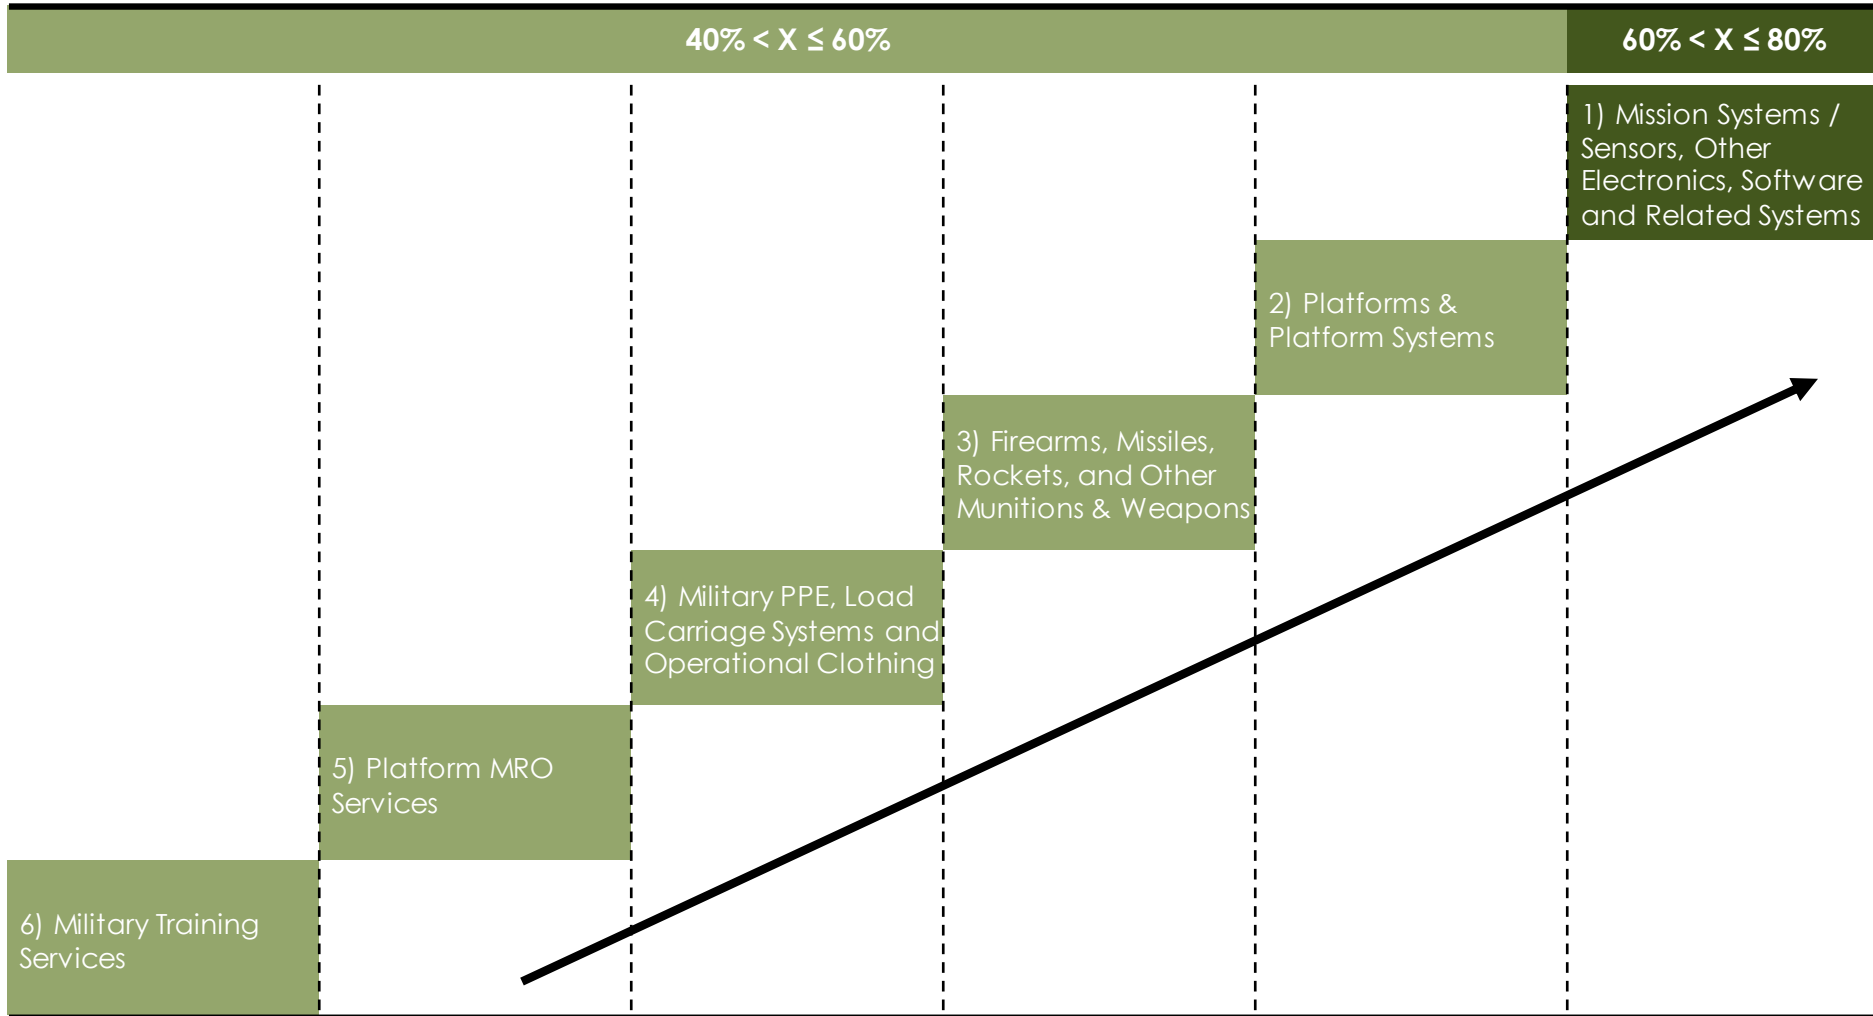 40% < X ≤ 60%
60% < X ≤ 80%
1) Mission Systems /
Sensors, Other
Electronics, Software
and Related Systems
2) Platforms &
Platform Systems
3) Firearms, Missiles,
Rockets, and Other
Munitions & Weapons
4) Military PPE, Load
Carriage Systems and
Operational Clothing
5) Platform MRO
Services
6) Military Training
Services